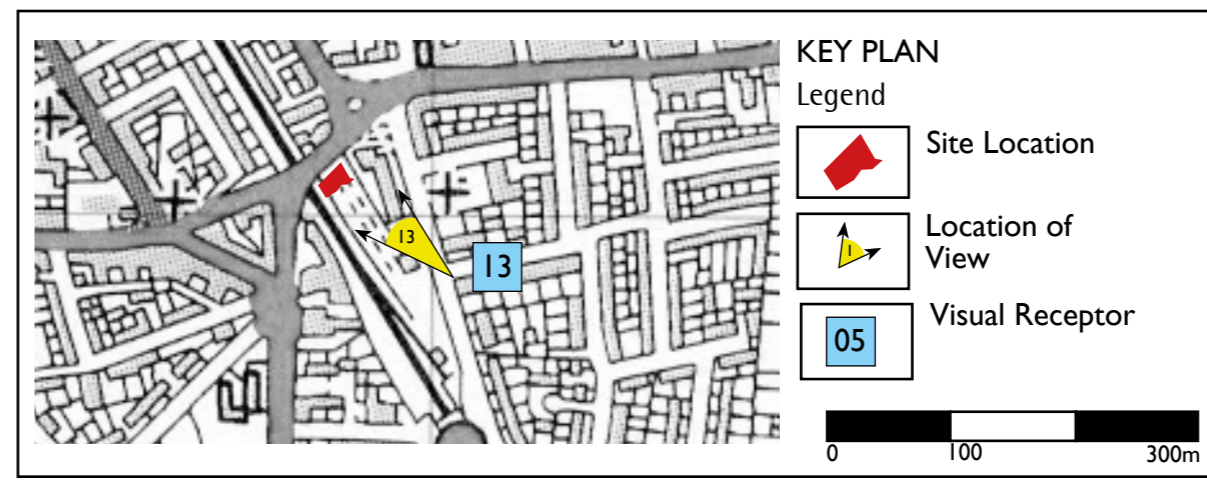 KEY PLAN
Legend
Site Location
1
Location of
View
05
Visual Receptor
13
13
0
100
300m